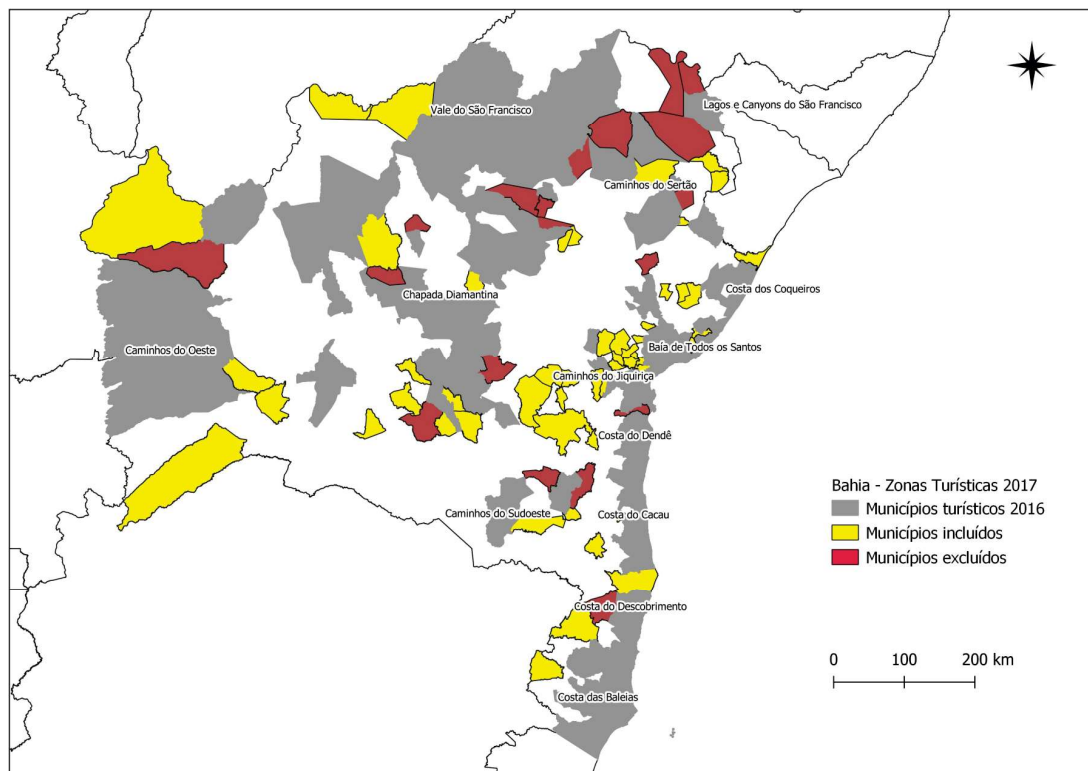 Vale do São Francisco
Lagos e Canyons do São Francisco
Caminhos do Sertão
Chapada Diamantina
Costa dos Coqueiros
Caminhos do Oeste
Baía de Todos os Santos
Caminhos do Jiquiriça
Costa do Dendê
Caminhos do Sudoeste
Costa do Cacau
Costa do Descobrimento
Costa das Baleias
Bahia - Zonas Turísticas 2017
Municípios turísticos 2016
Municípios incluídos
Municípios excluídos
0 100 200 km